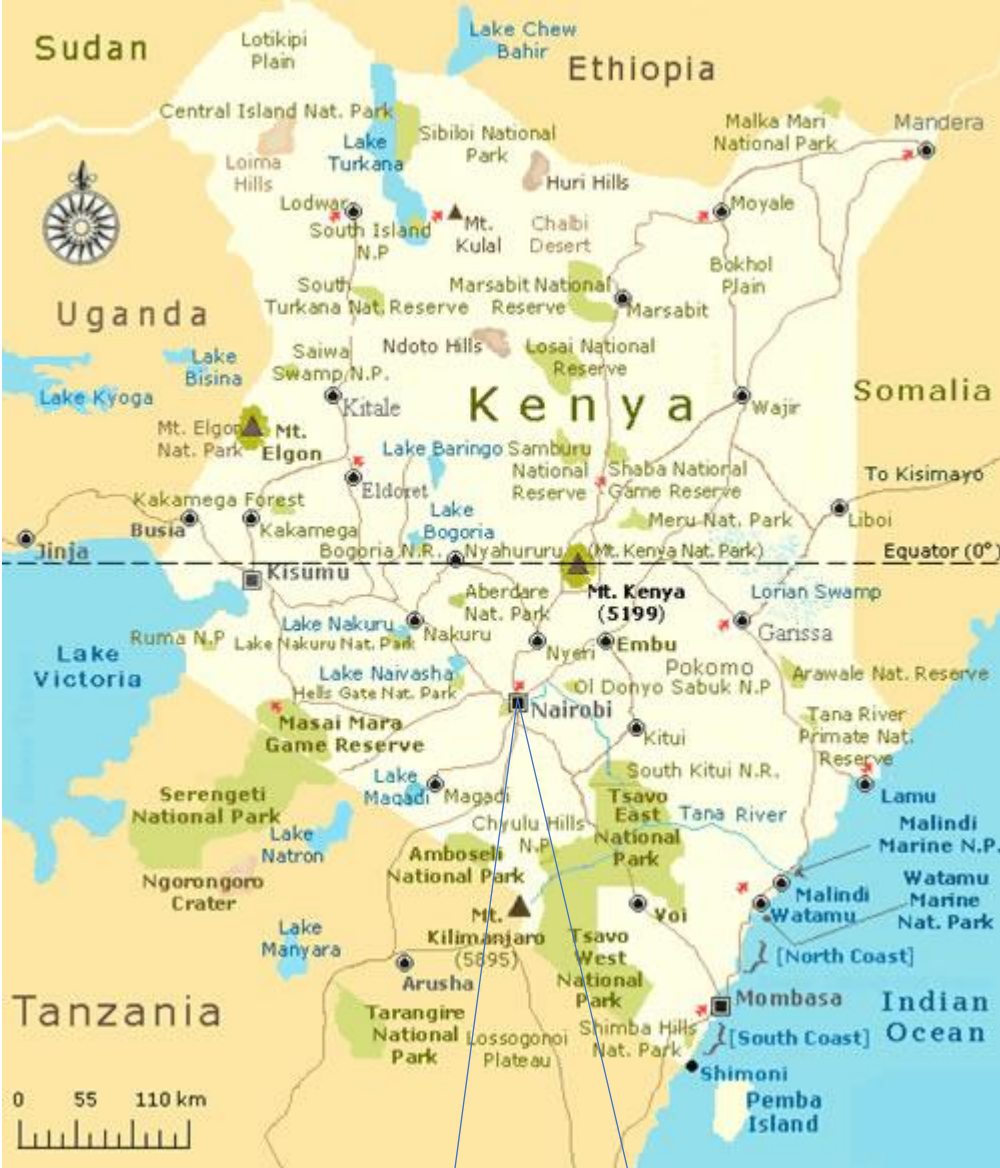 Sudan
Lotikipi
Plain
Lake Chew
Bahir
Ethiopia
Central Island Nat. Park
Lake
Turkana
Sibiloi National
Park
Malka Mari
National Park
Mandera
Loima
Hills
Huri Hills
Lodwar
South Island
N.P
Mt.
Kulal
Chalbi
Desert
Moyale
Bokhol
Plain
South
Turkana Nat. Reserve
Marsabit National
Reserve
Marsabit
Uganda
Ndoto Hills
Losai National
Reserve
Saiwa
Swamp N.P.
Lake
Bisina
Lake Kyoga
Kitale
Kenya
Wajir
Somalia
Mt. Elgon
Nat. Park
Mt.
Elgon
Lake Baringo
Samburu
National
Reserve
Shaba National
Game Reserve
To Kisimayo
Eldoret
Kakamega Forest
Busia
Kakamega
Lake
Bogoria
Meru Nat. Park
Liboi
Jinja
Bogoria N.R.
Nyahururu
(Mt. Kenya Nat. Park)
Equator (0°)
Kisumu
Mt. Kenya
(5199)
Aberdare
Nat. Park
Lorian Swamp
Lake Nakuru
Nakuru
Garissa
Ruma N.P
Lake Nakuru Nat. Park
Nyeri
Embu
Lake
Victoria
Lake Naivasha
Hells Gate Nat. Park
Pokomo
Ol Donyo Sabuk N.P
Arawale Nat. Reserve
Nairobi
Masai Mara
Game Reserve
Kitui
Tana River
Primate Nat.
Reserve
South Kitui N.R.
Lake
Magadi
Magadi
Lamu
Serengeti
National Park
Chyulu Hills
N.P
Tsavo
East
National
Park
Tana River
Malindi
Marine N.P.
Lake
Natron
Amboseli
National Park
Ngorongoro
Crater
Malindi
Watamu
Watamu
Marine
Nat. Park
Mt.
Kilimanjaro
(5895)
Voi
Lake
Manyara
Tsavo
West
National
Park
[North Coast]
Arusha
Mombasa
Tanzania
Indian
Ocean
Tarangire
National
Park
Lossogonoi
Plateau
Shimba Hills
Nat. Park
[South Coast]
Shimoni
Pemba
Island
0 55 110 km